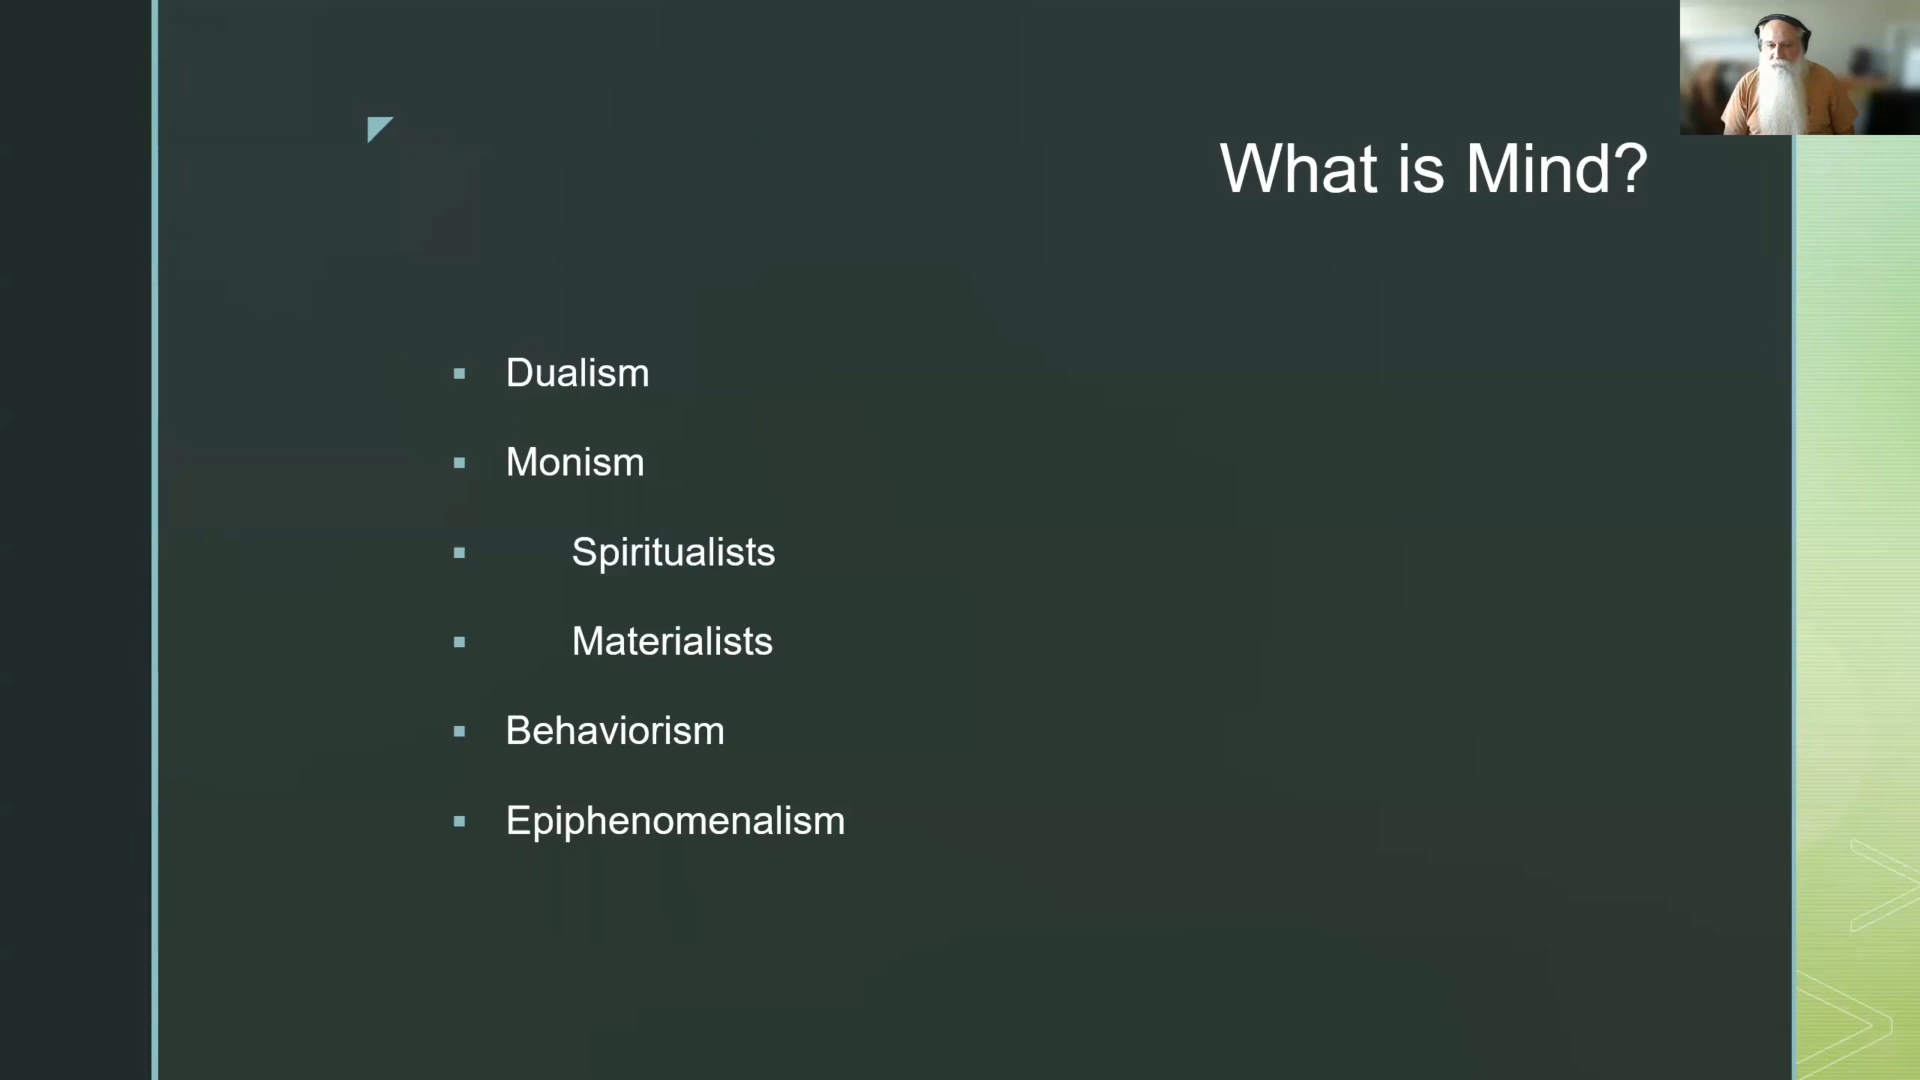 What is Mind?
Dualism
Monism
Spiritualists
Materialists
Behaviorism
Epiphenomenalism